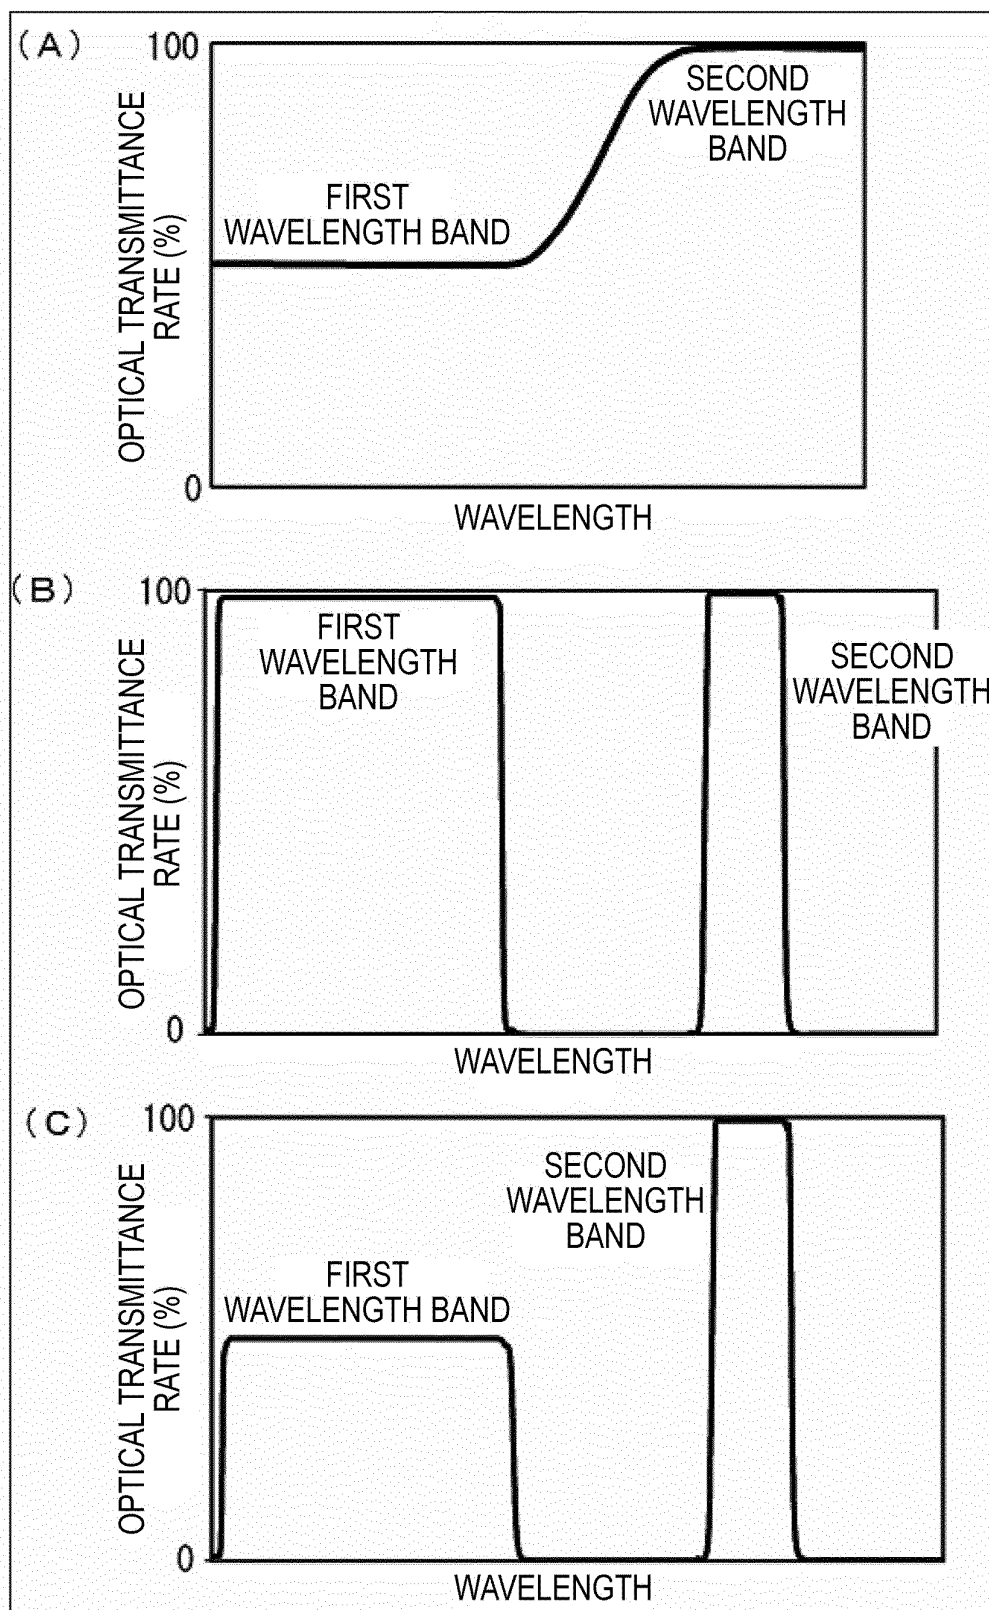 (A)
100
SECOND
WAVELENGTH
BAND
FIRST
WAVELENGTH BAND
OPTICAL TRANSMITTANCE
RATE (%)
0
WAVELENGTH
(B)
100
FIRST
WAVELENGTH
BAND
SECOND
WAVELENGTH
BAND
OPTICAL TRANSMITTANCE
RATE (%)
0
WAVELENGTH
(C)
100
SECOND
WAVELENGTH
BAND
FIRST
WAVELENGTH BAND
OPTICAL TRANSMITTANCE
RATE (%)
0
WAVELENGTH